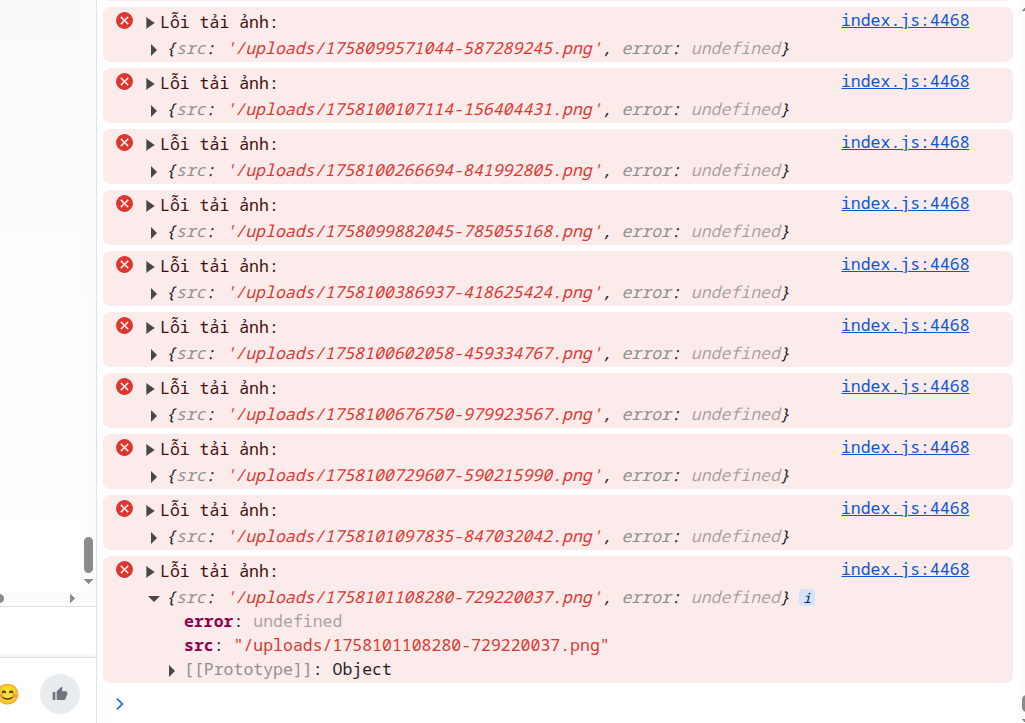 Lỗi tải ảnh: index.js:4468
{src: '/uploads/1758099571044-587289245.png', error: undefined}
Lỗi tải ảnh: index.js:4468
{src: '/uploads/1758100107114-156404431.png', error: undefined}
Lỗi tải ảnh: index.js:4468
{src: '/uploads/1758100266694-841992805.png', error: undefined}
Lỗi tải ảnh: index.js:4468
{src: '/uploads/1758099882045-785055168.png', error: undefined}
Lỗi tải ảnh: index.js:4468
{src: '/uploads/1758100386937-418625424.png', error: undefined}
Lỗi tải ảnh: index.js:4468
{src: '/uploads/1758100602058-459334767.png', error: undefined}
Lỗi tải ảnh: index.js:4468
{src: '/uploads/1758100676750-979923567.png', error: undefined}
Lỗi tải ảnh: index.js:4468
{src: '/uploads/1758100729607-590215990.png', error: undefined}
Lỗi tải ảnh: index.js:4468
{src: '/uploads/1758101097835-847032042.png', error: undefined}
Lỗi tải ảnh: index.js:4468
{src: '/uploads/1758101108280-729220037.png', error: undefined} i
error: undefined
src: "/uploads/1758101108280-729220037.png"
[[Prototype]]: Object